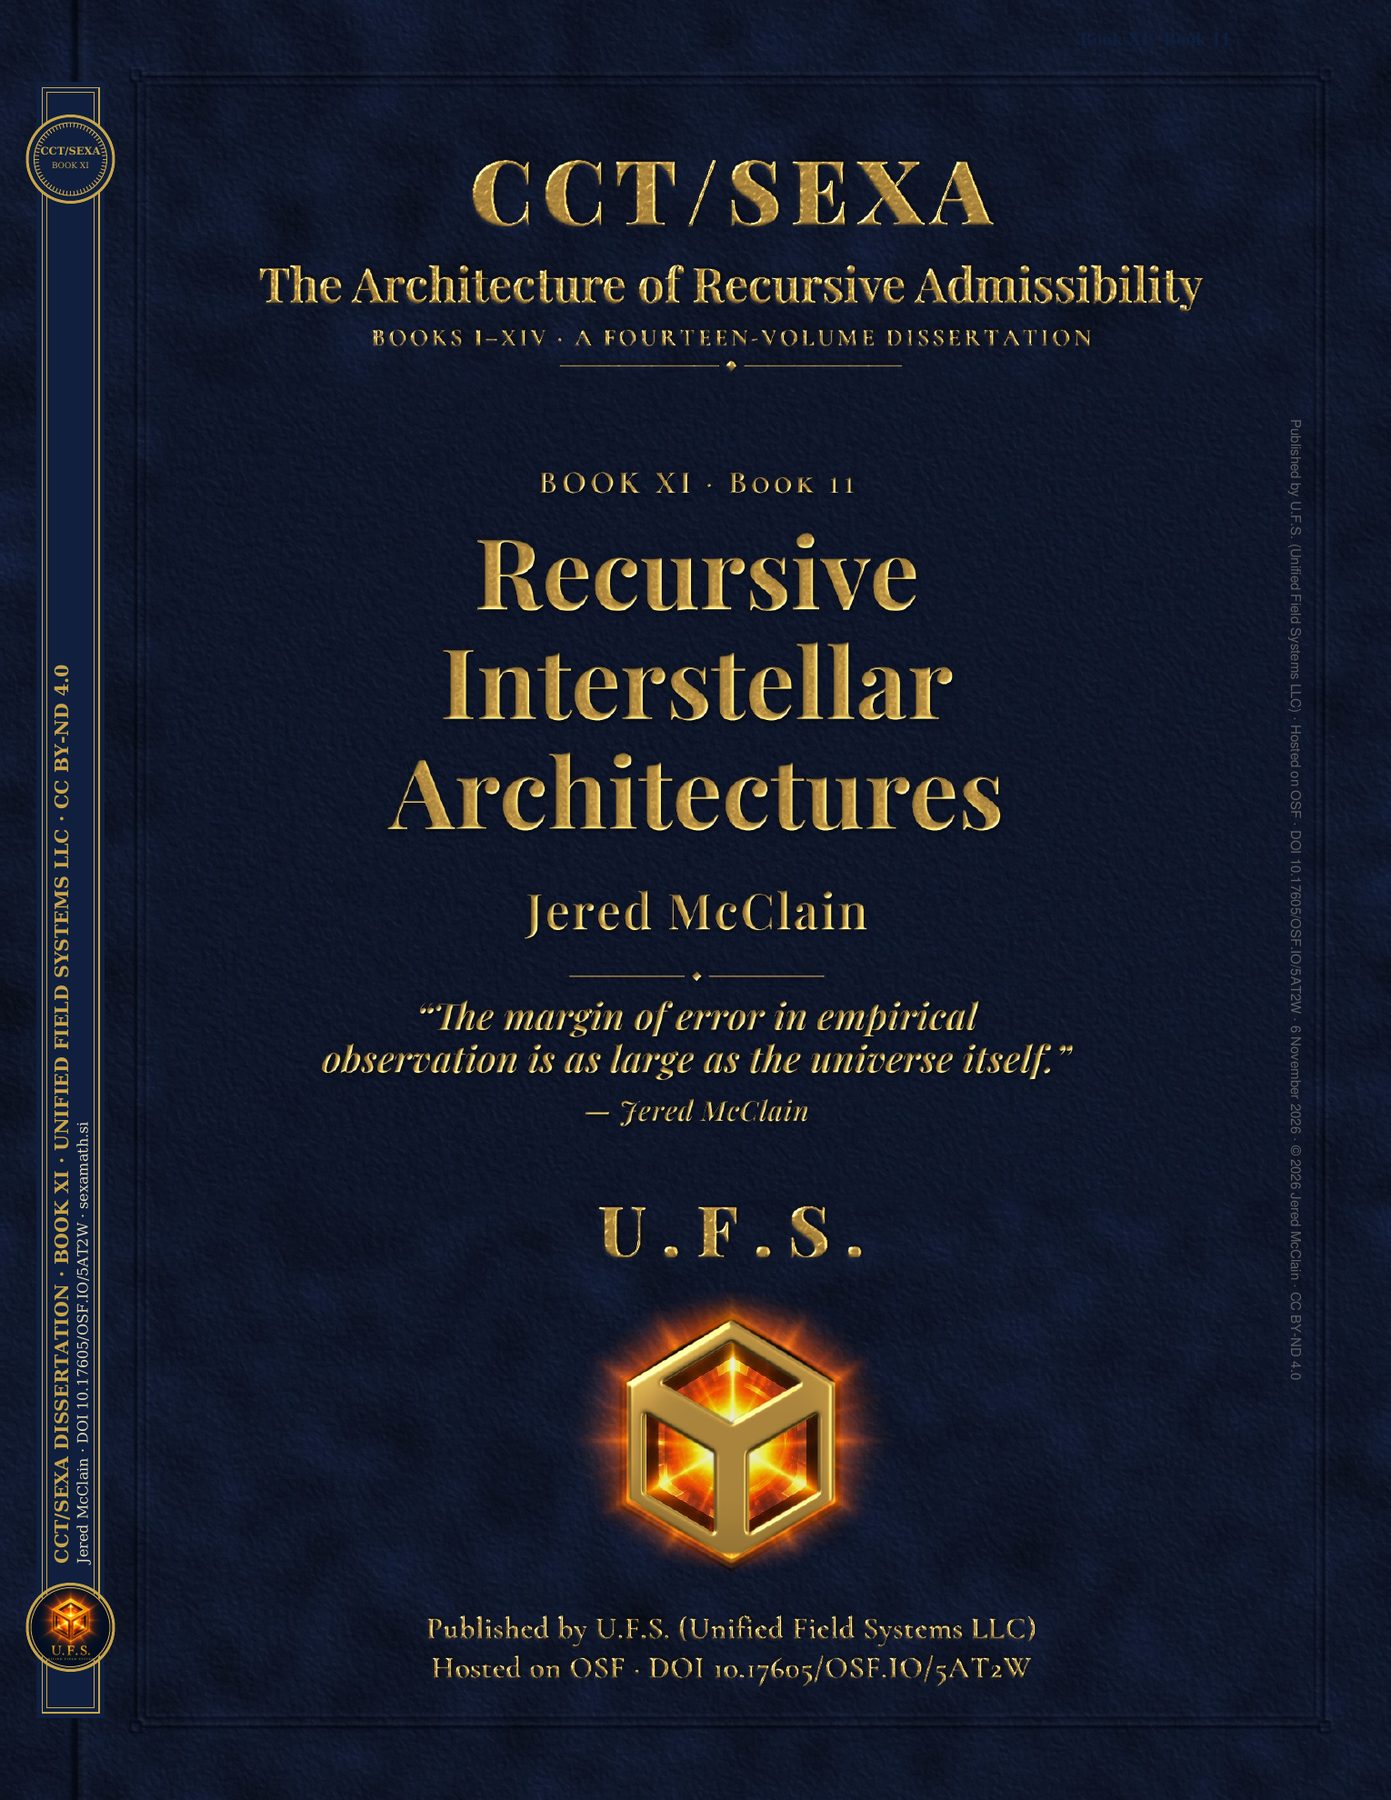 CCT/SEXA
The Architecture of Recursive Admissibility
BOOKS I–XIV · A FOURTEEN-VOLUME DISSERTATION
BOOK XI · Book 11
Recursive
Interstellar
Architectures
Jered McClain
“The margin of error in empirical
observation is as large as the universe itself.”
— Jered McClain
U.F.S.
Published by U.F.S. (Unified Field Systems LLC)
Hosted on OSF · DOI 10.17605/OSF.IO/5AT2W
CCT/SEXA
BOOK XI
CCT/SEXA DISSERTATION · BOOK XI · UNIFIED FIELD SYSTEMS LLC · CC BY-ND 4.0
Jered McClain · DOI 10.17605/OSF.IO/5AT2W · sexamath.si
U.F.S.
Published by U.F.S. (Unified Field Systems LLC) · Hosted on OSF · DOI 10.17605/OSF.IO/5AT2W · 6 November 2026 · © 2026 Jered McClain · CC BY-ND 4.0